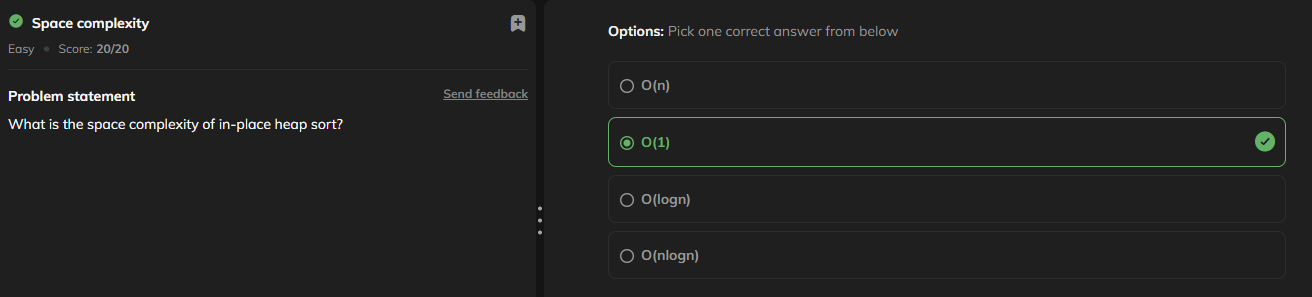 Space complexity
Easy • Score: 20/20
Problem statement
Send feedback
What is the space complexity of in-place heap sort?
Options: Pick one correct answer from below
O(n)
O(1)
O(logn)
O(nlogn)